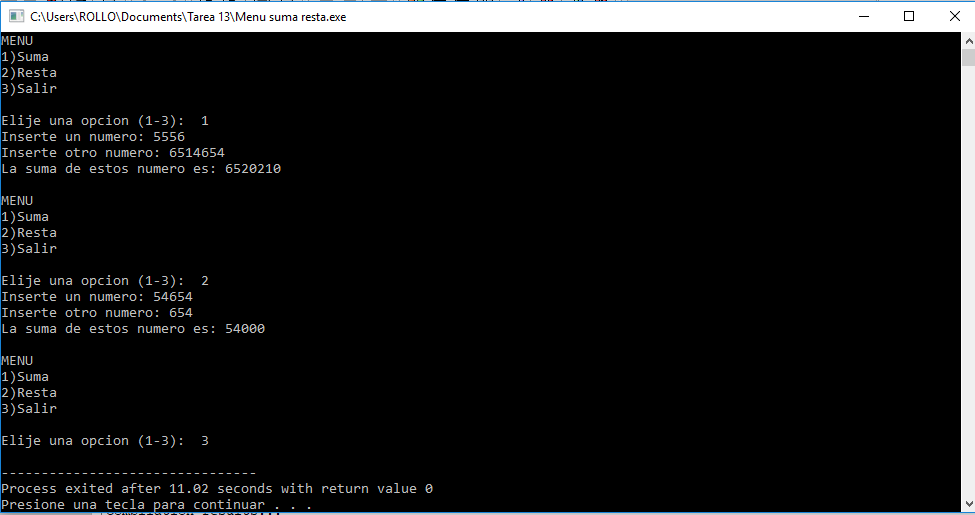 C:\Users\ROLLO\Documents\Tarea 13\Menu suma resta.exe
MENU
1)Suma
2)Resta
3)Salir
Elije una opcion (1-3):  1
Inserte un numero: 5556
Inserte otro numero: 6514654
La suma de estos numero es: 6520210
MENU
1)Suma
2)Resta
3)Salir
Elije una opcion (1-3):  2
Inserte un numero: 54654
Inserte otro numero: 654
La suma de estos numero es: 54000
MENU
1)Suma
2)Resta
3)Salir
Elije una opcion (1-3):  3
--------------------------------
Process exited after 11.02 seconds with return value 0
Presione una tecla para continuar . . .